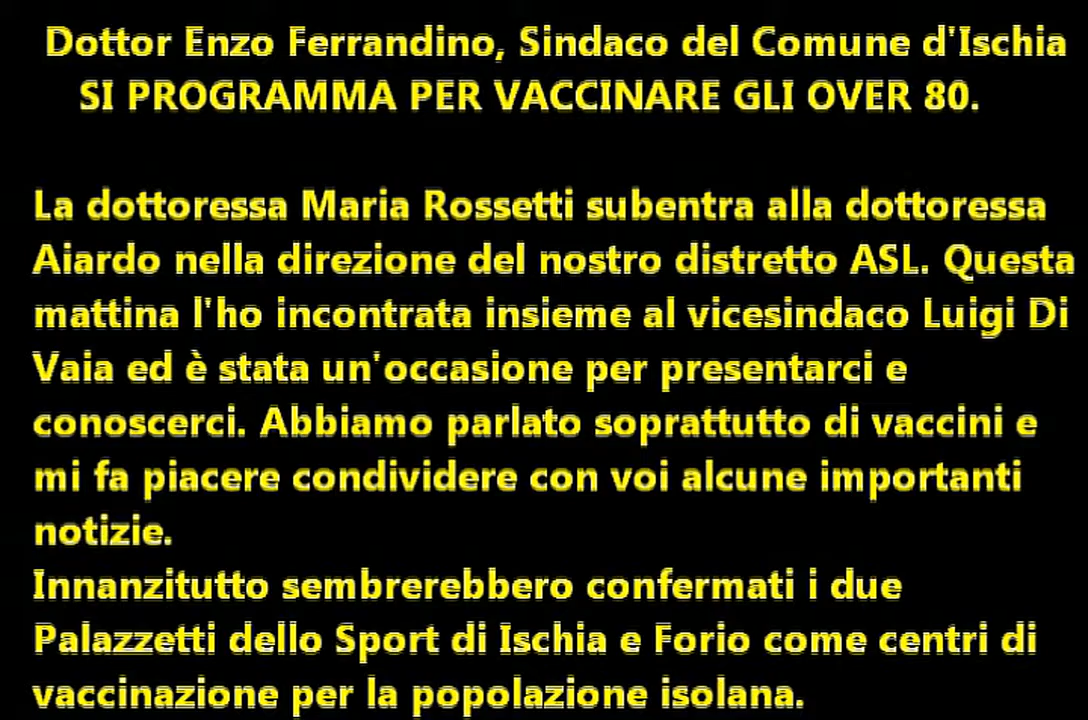 Dottor Enzo Ferrandino, Sindaco del Comune d'Ischia
SI PROGRAMMA PER VACCINARE GLI OVER 80.
La dottoressa Maria Rossetti subentra alla dottoressa
Aiardo nella direzione del nostro distretto ASL. Questa
mattina l'ho incontrata insieme al vicesindaco Luigi Di
Vaia ed è stata un'occasione per presentarci e
conoscerci. Abbiamo parlato soprattutto di vaccini e
mi fa piacere condividere con voi alcune importanti
notizie.
Innanzitutto sembrerebbero confermati i due
Palazzetti dello Sport di Ischia e Forio come centri di
vaccinazione per la popolazione isolana.